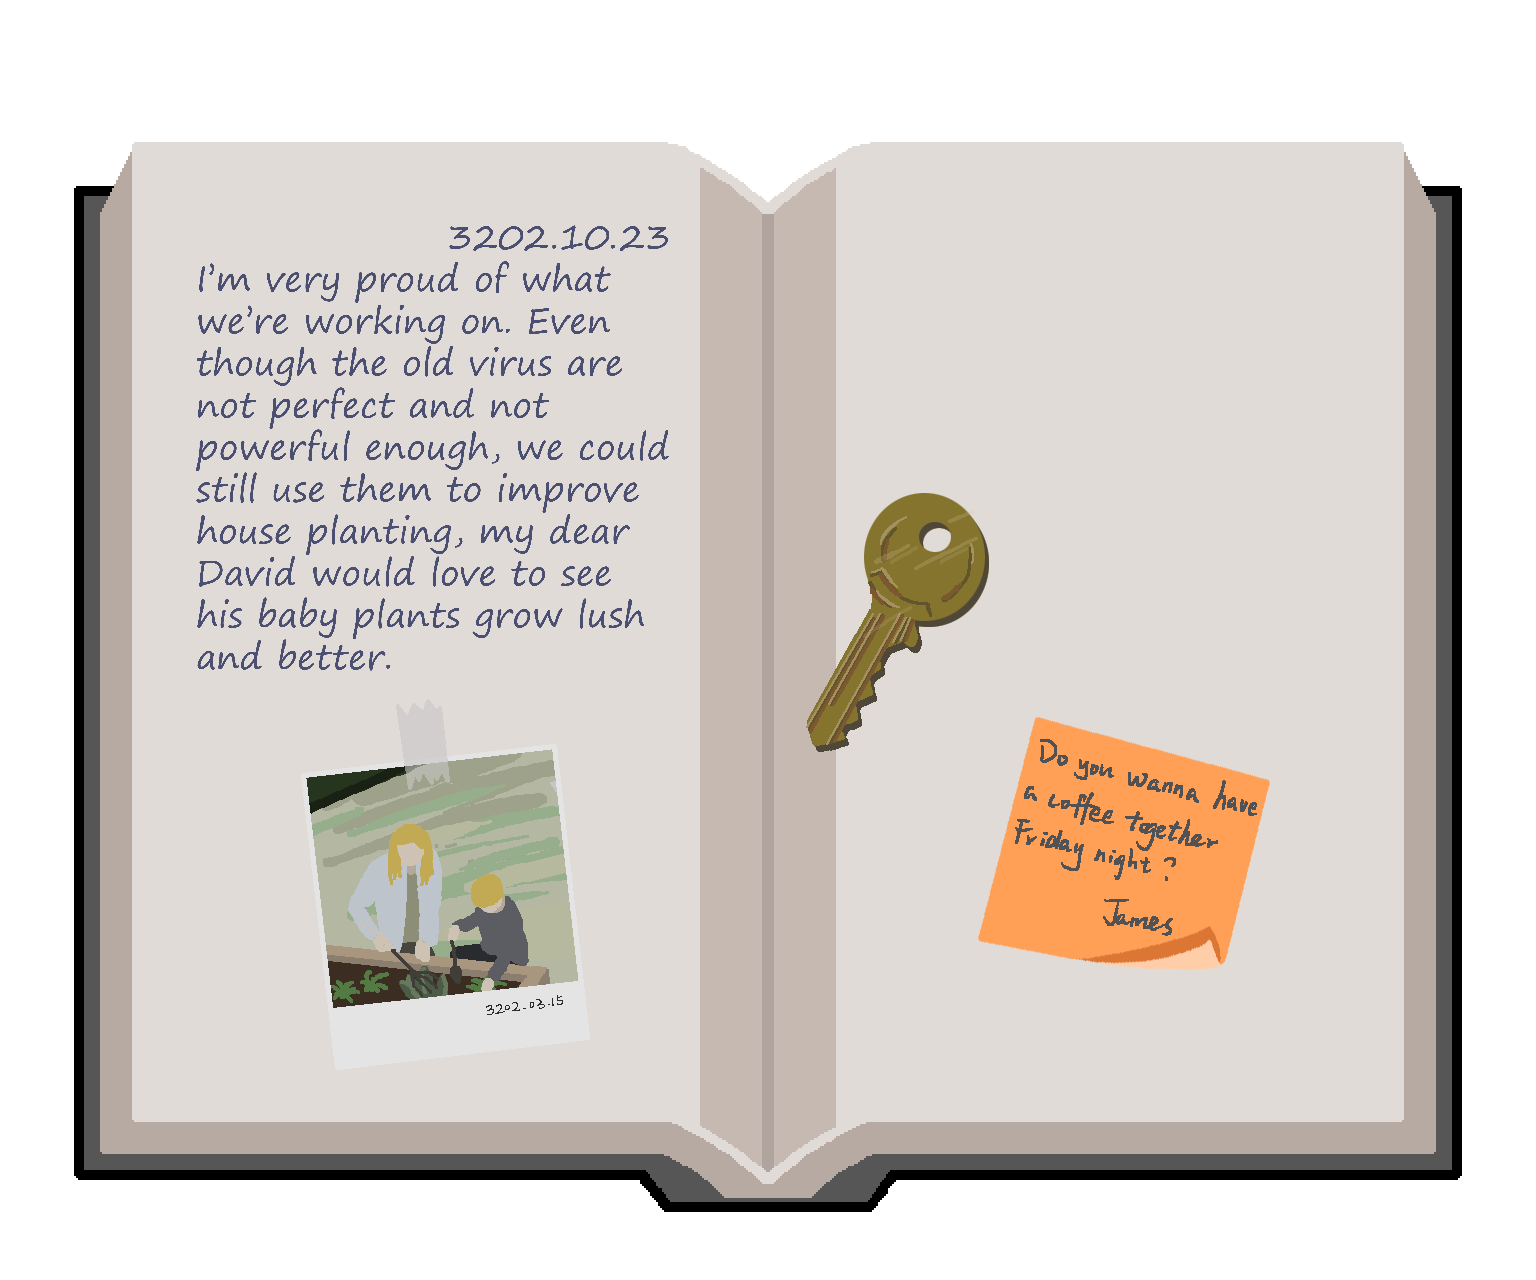 3202.10.23
I'm very proud of what
we're working on. Even
though the old virus are
not perfect and not
powerful enough, we could
still use them to improve
house planting, my dear
David would love to see
his baby plants grow lush
and better.
3202.03.15
Do you wanna have
a coffee together
Friday night?
James